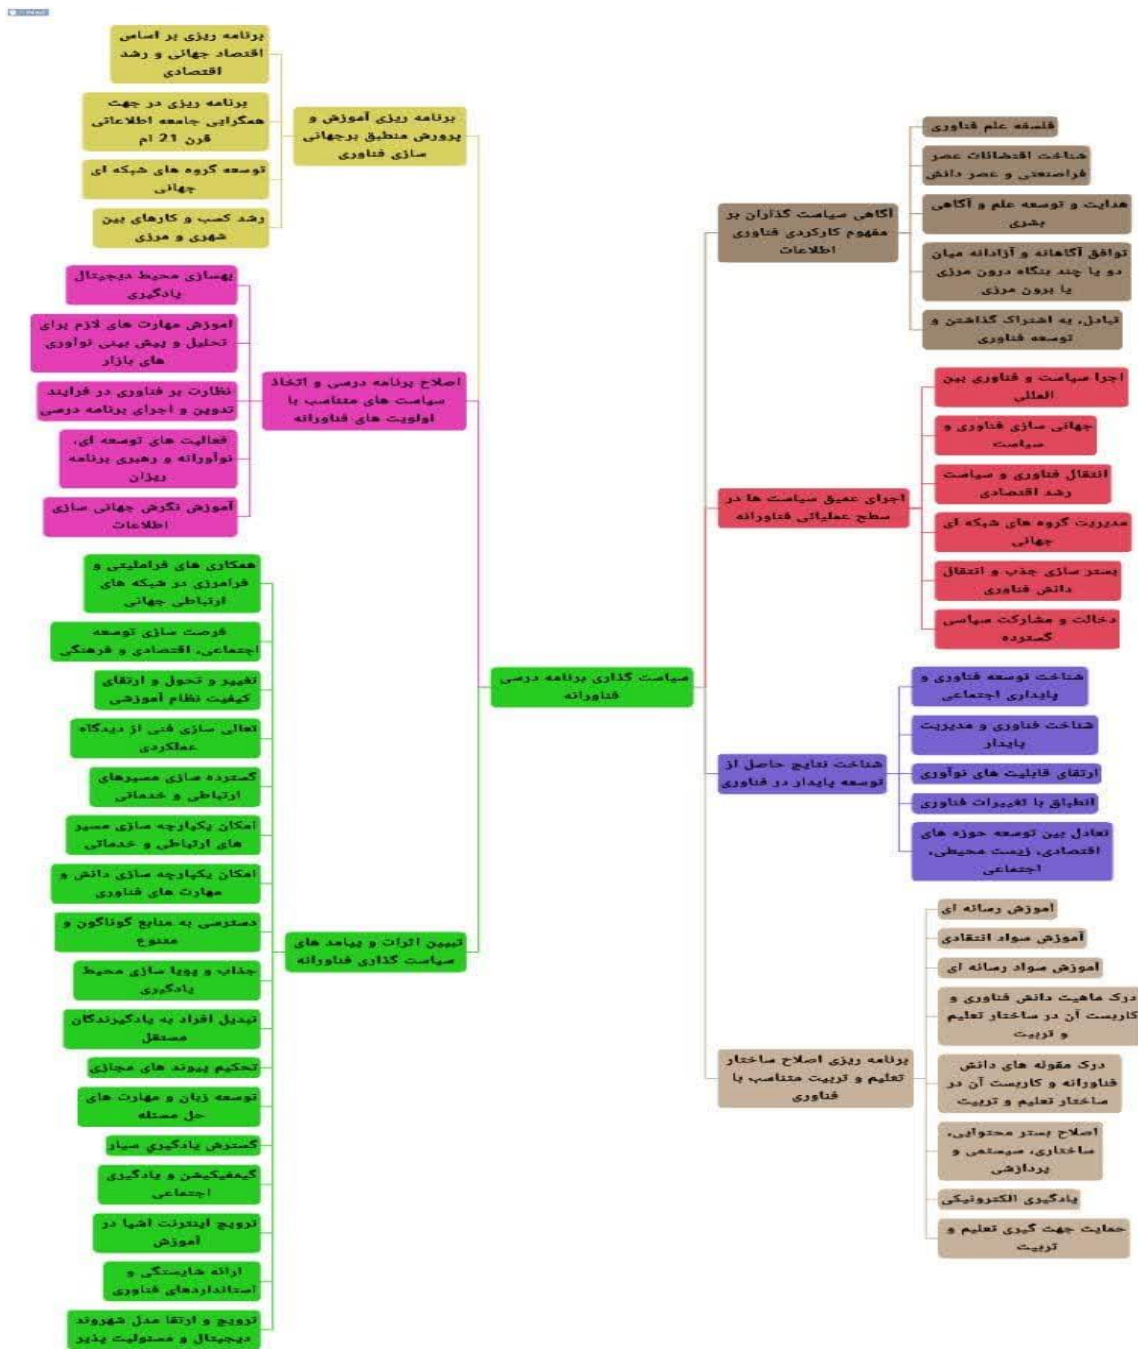 سیاست گذاری برنامه درسی
فناورانه
آگاهی سیاست گذاران بر
مفهوم کارکردی فناوری
اطلاعات
فلسفه علم فناوری
شناخت اقتضائات عصر
فراصنعتی و عصر دانش
هدایت و توسعه علم و آگاهی
بشری
توافق آگاهانه و آزادانه میان
دو یا چند بنگاه درون مرزی
یا برون مرزی
تبادل، به اشتراک گذاشتن و
توسعه فناوری
اجرای عمیق سیاست ها در
سطح عملیاتی فناورانه
اجرا سیاست و فناوری بین
المللی
جهانی سازی فناوری و
سیاست
انتقال فناوری و سیاست
رشد اقتصادی
مدیریت گروه های شبکه ای
جهانی
بستر سازی جذب و انتقال
دانش فناوری
دخالت و مشارکت سیاسی
گسترده
شناخت نتایج حاصل از
توسعه پایدار در فناوری
شناخت توسعه فناوری و
پایداری اجتماعی
شناخت فناوری و مدیریت
پایدار
ارتقای قابلیت های نوآوری
انطباق با تغییرات فناوری
تعادل بین توسعه حوزه های
اقتصادی، زیست محیطی،
اجتماعی
برنامه ریزی اصلاح ساختار
تعلیم و تربیت متناسب با
فناوری
آموزش رسانه ای
آموزش سواد انتقادی
آموزش سواد رسانه ای
درک ماهیت دانش فناوری و
کاربست آن در ساختار تعلیم
و تربیت
درک مقوله های دانش
فناورانه و کاربست آن در
ساختار تعلیم و تربیت
اصلاح بستر محتوایی،
ساختاری، سیستمی و
پردازشی
یادگیری الکترونیکی
حمایت جهت گیری تعلیم و
تربیت
برنامه ریزی آموزش و
پرورش منطبق برجهانی
سازی فناوری
برنامه ریزی بر اساس
اقتصاد جهانی و رشد
اقتصادی
برنامه ریزی در جهت
همگرایی جامعه اطلاعاتی
قرن 21 ام
توسعه گروه های شبکه ای
جهانی
رشد کسب و کارهای بین
شهری و مرزی
اصلاح برنامه درسی و اتخاذ
سیاست های متناسب با
اولویت های فناورانه
بهسازی محیط دیجیتال
یادگیری
آموزش مهارت های لازم برای
تحلیل و پیش بینی نوآوری
های بازار
نظارت بر فناوری در فرایند
تدوین و اجرای برنامه درسی
فعالیت های توسعه ای،
نوآورانه و رهبری برنامه
ریزان
آموزش نگرش جهانی سازی
اطلاعات
تبیین اثرات و پیامد های
سیاست گذاری فناورانه
همکاری های فراملیتی و
فرامرزی در شبکه های
ارتباطی جهانی
فرصت سازی توسعه
اجتماعی، اقتصادی و فرهنگی
تغییر و تحول و ارتقای
کیفیت نظام آموزشی
تعالی سازی فنی از دیدگاه
عملکردی
گسترده سازی مسیرهای
ارتباطی و خدماتی
امکان یکپارچه سازی مسیر
های ارتباطی و خدماتی
امکان یکپارچه سازی دانش و
مهارت های فناوری
دسترسی به منابع گوناگون و
متنوع
جذاب و پویا سازی محیط
یادگیری
تبدیل افراد به یادگیرندگان
مستقل
تحکیم پیوند های مجازی
توسعه زبان و مهارت های
حل مسئله
گسترش یادگیری سیار
گیمفیکیشن و یادگیری
اجتماعی
ترویج اینترنت اشیا در
آموزش
ارائه شایستگی و
استانداردهای فناوری
ترویج و ارتقا مدل شهروند
دیجیتال و مسئولیت پذیر